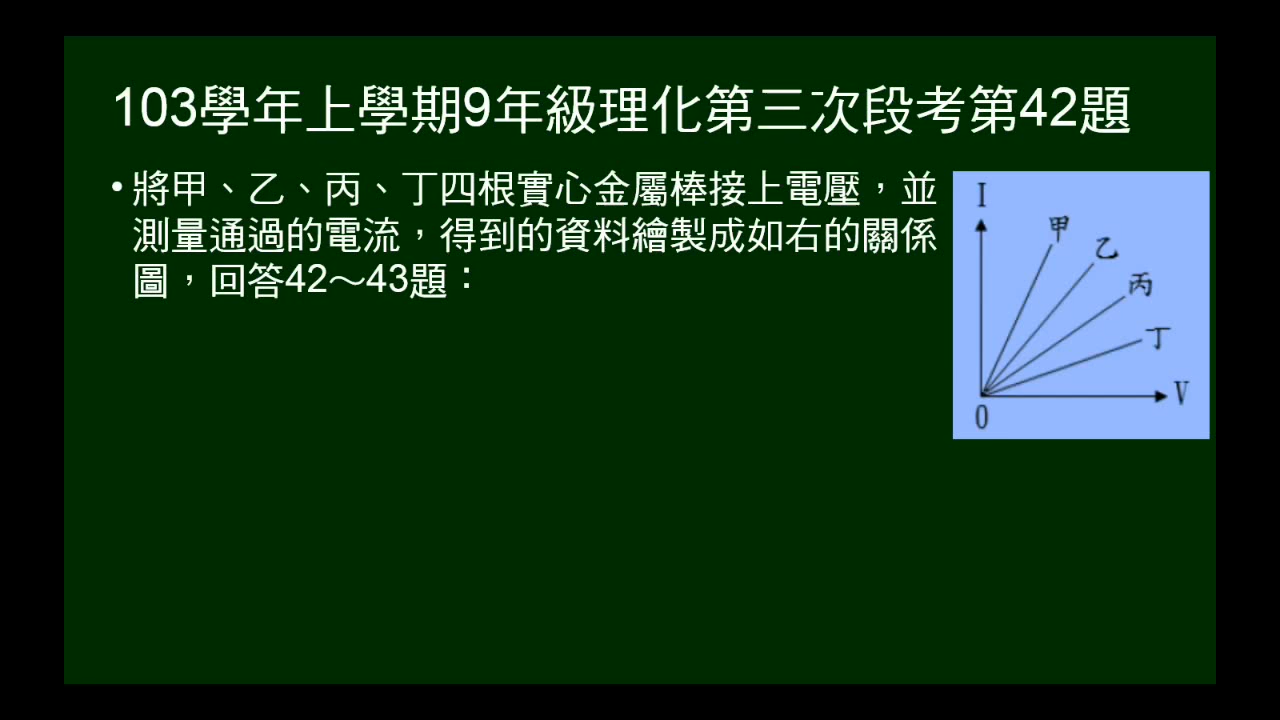 103學年上學期9年級理化第三次段考第42題
• 將甲、乙、丙、丁四根實心金屬棒接上電壓，並
測量通過的電流，得到的資料繪製成如右的關係
圖，回答42～43題：
I
甲
乙
丙
丁
V
0